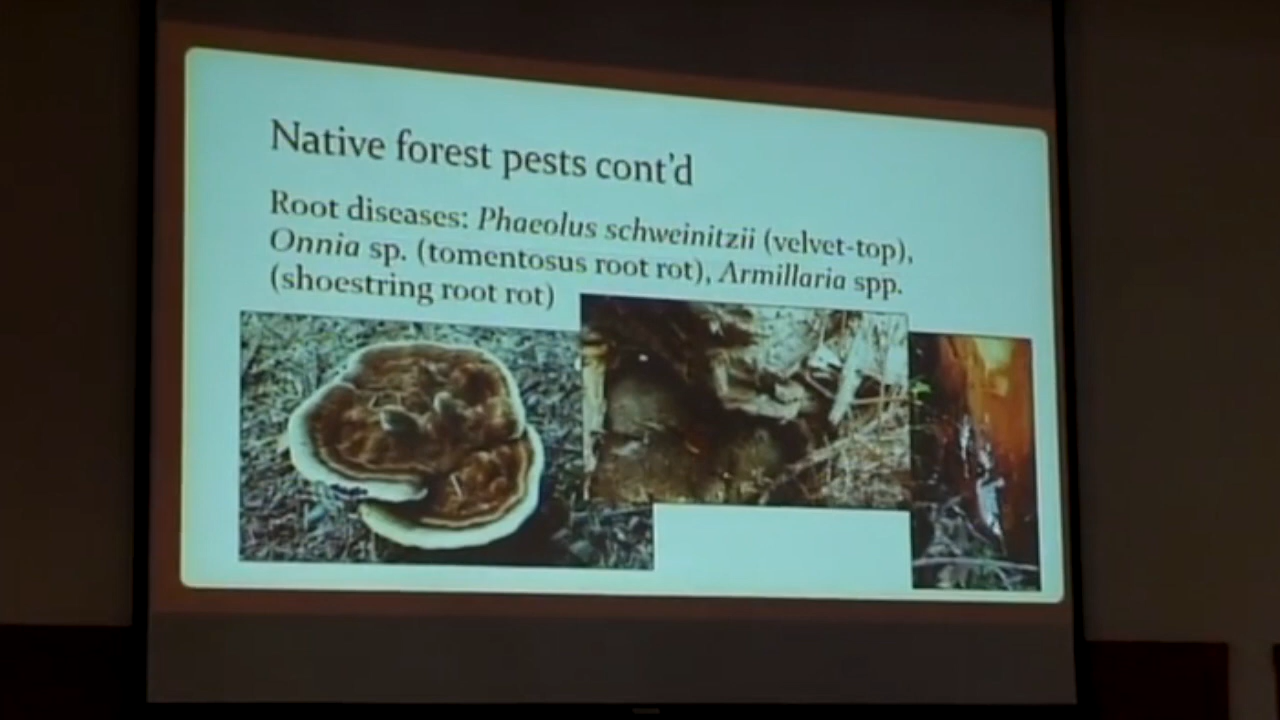 Native forest pests cont'd
Root diseases: Phaeolus schweinitzii (velvet-top),
Onnia sp. (tomentosus root rot), Armillaria spp.
(shoestring root rot)